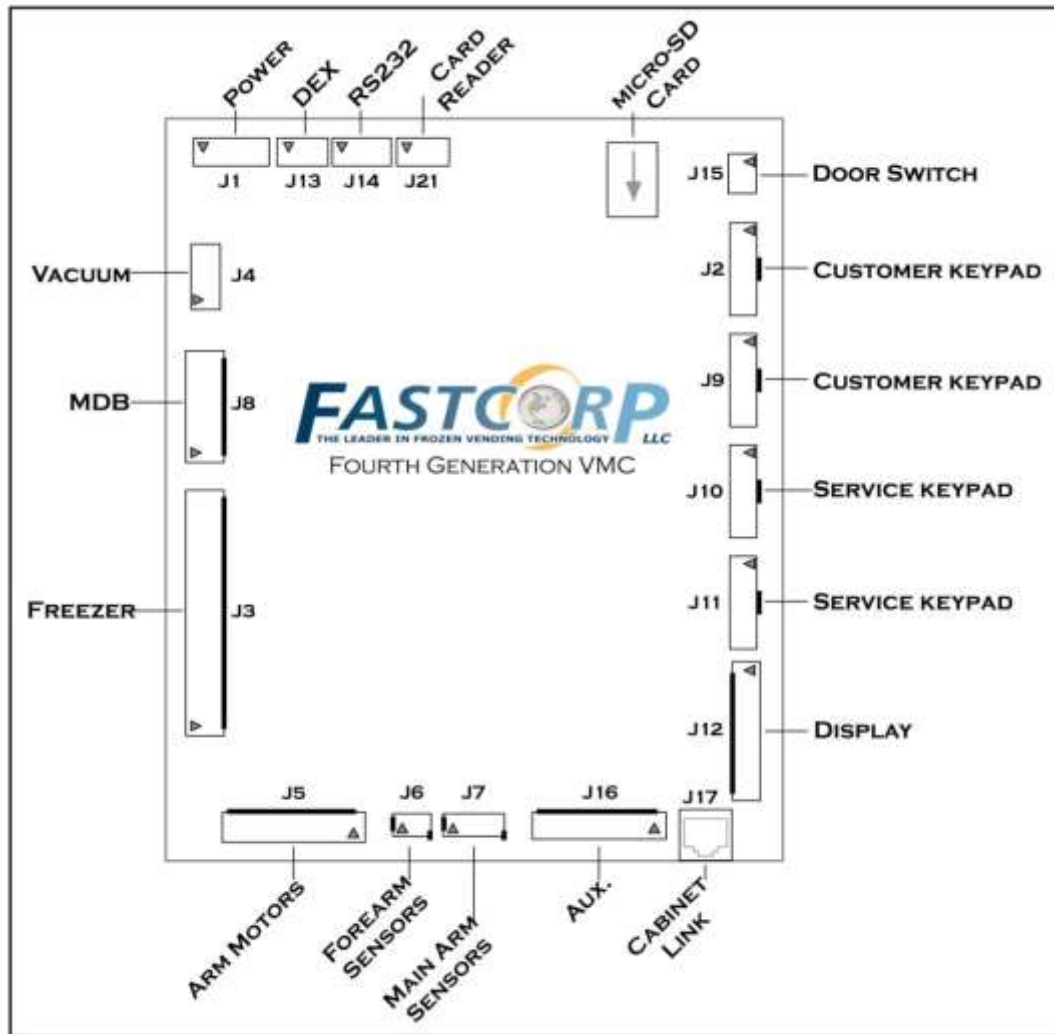 POWER
DEX
RS232
CARD
READER
MICRO-SD
CARD
J1
J13
J14
J21
J15
DOOR SWITCH
VACUUM
J4
J2
CUSTOMER KEYPAD
MDB
J8
J9
CUSTOMER KEYPAD
FASTCORP LLC
THE LEADER IN FROZEN VENDING TECHNOLOGY
FOURTH GENERATION VMC
J10
SERVICE KEYPAD
FREEZER
J3
J11
SERVICE KEYPAD
J12
DISPLAY
J5
J6
J7
J16
J17
ARM MOTORS
FOREARM
SENSORS
MAIN ARM
SENSORS
AUX.
CABINET
LINK